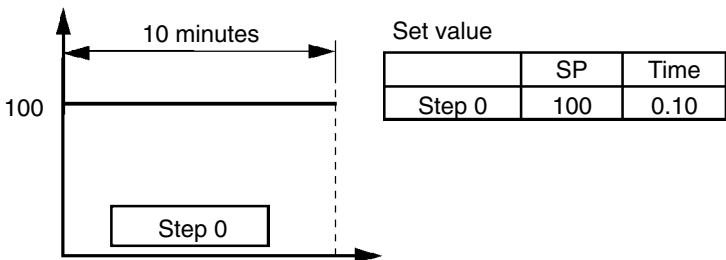 10 minutes
100
Step 0
Set value
SP Time
Step 0 100 0.10